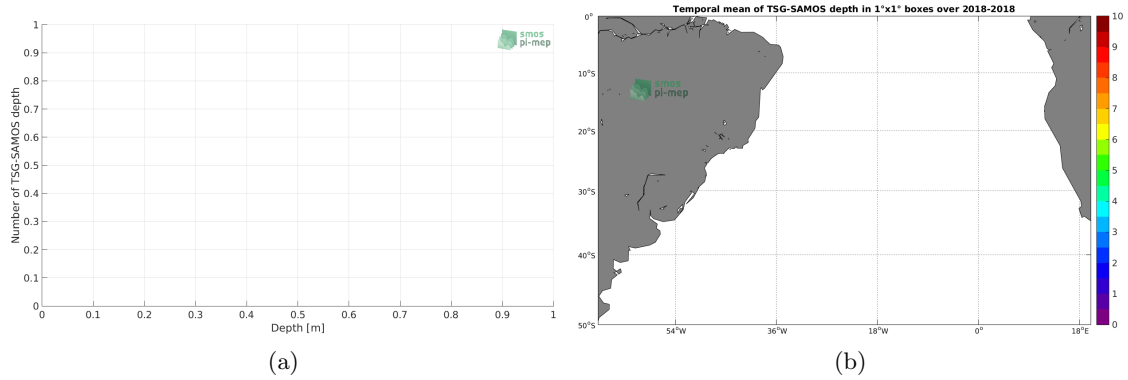 1
0.9
0.8
0.7
0.6
0.5
0.4
0.3
0.2
0.1
0
Number of TSG-SAMOS depth
smos
pi-mep
0 0.1 0.2 0.3 0.4 0.5 0.6 0.7 0.8 0.9 1
Depth [m]
(a)
Temporal mean of TSG-SAMOS depth in 1°x1° boxes over 2018-2018
0°
10°S
20°S
30°S
40°S
50°S
smos
pi-mep
54°W 36°W 18°W 0° 18°E
10
9
8
7
6
5
4
3
2
1
0
(b)